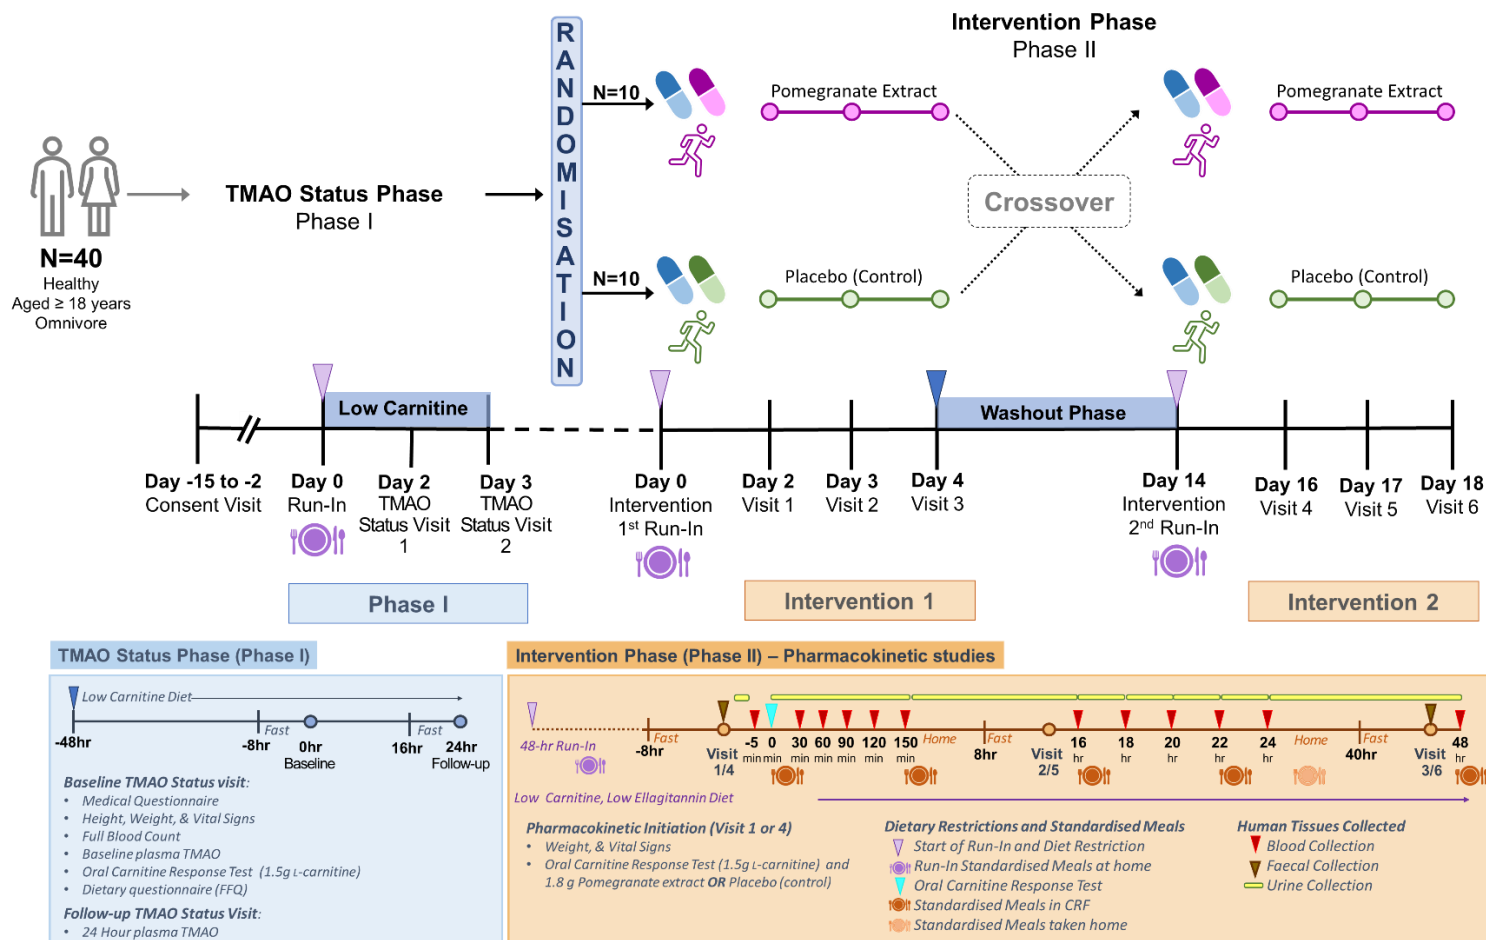 Intervention Phase
Phase II
RANDOMISATION
N=10
Pomegranate Extract
Pomegranate Extract
TMAO Status Phase
Phase I
Crossover
N=40
Healthy
Aged ≥ 18 years
Omnivore
N=10
Placebo (Control)
Placebo (Control)
Low Carnitine
Washout Phase
Day -15 to -2
Consent Visit
Day 0
Run-In
Day 2
TMAO
Status Visit
1
Day 3
TMAO
Status Visit
2
Day 0
Intervention
1st Run-In
Day 2
Visit 1
Day 3
Visit 2
Day 4
Visit 3
Day 14
Intervention
2nd Run-In
Day 16
Visit 4
Day 17
Visit 5
Day 18
Visit 6
Phase I
Intervention 1
Intervention 2
TMAO Status Phase (Phase I)
Low Carnitine Diet
-48hr
-8hr
Fast
0hr
Baseline
16hr
Fast
24hr
Follow-up
Baseline TMAO Status visit:
• Medical Questionnaire
• Height, Weight, & Vital Signs
• Full Blood Count
• Baseline plasma TMAO
• Oral Carnitine Response Test (1.5g L-carnitine)
• Dietary questionnaire (FFQ)
Follow-up TMAO Status Visit:
• 24 Hour plasma TMAO
Intervention Phase (Phase II) – Pharmacokinetic studies
48-hr Run-In
-8hr
Fast
Visit
1/4
-5
min
0
min
30
min
60
min
90
min
120
min
150
min
Home
8hr
Fast
Visit
2/5
16
hr
18
hr
20
hr
22
hr
24
hr
Home
40hr
Fast
Visit
3/6
48
hr
Low Carnitine, Low Ellagitannin Diet
Pharmacokinetic Initiation (Visit 1 or 4)
• Weight, & Vital Signs
• Oral Carnitine Response Test (1.5g L-carnitine) and
1.8 g Pomegranate extract OR Placebo (control)
Dietary Restrictions and Standardised Meals
Start of Run-In and Diet Restriction
Run-In Standardised Meals at home
Oral Carnitine Response Test
Standardised Meals in CRF
Standardised Meals taken home
Human Tissues Collected
Blood Collection
Faecal Collection
Urine Collection